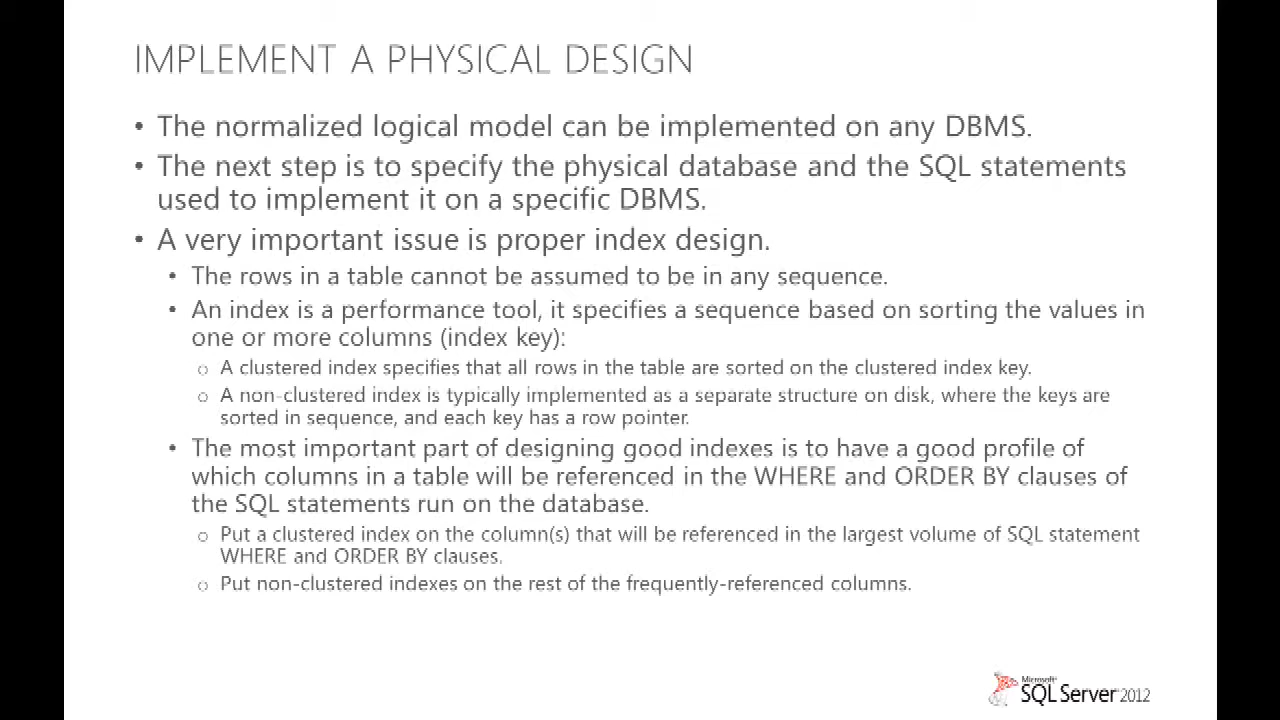 IMPLEMENT A PHYSICAL DESIGN
• The normalized logical model can be implemented on any DBMS.
• The next step is to specify the physical database and the SQL statements
used to implement it on a specific DBMS.
• A very important issue is proper index design.
• The rows in a table cannot be assumed to be in any sequence.
• An index is a performance tool, it specifies a sequence based on sorting the values in
one or more columns (index key):
○ A clustered index specifies that all rows in the table are sorted on the clustered index key.
○ A non-clustered index is typically implemented as a separate structure on disk, where the keys are
sorted in sequence, and each key has a row pointer.
• The most important part of designing good indexes is to have a good profile of
which columns in a table will be referenced in the WHERE and ORDER BY clauses of
the SQL statements run on the database.
○ Put a clustered index on the column(s) that will be referenced in the largest volume of SQL statement
WHERE and ORDER BY clauses.
○ Put non-clustered indexes on the rest of the frequently-referenced columns.
Microsoft®
SQL Server® 2012